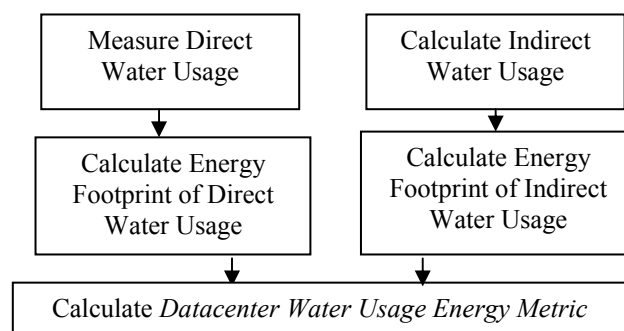 Measure Direct
Water Usage
Calculate Indirect
Water Usage
Calculate Energy
Footprint of Direct
Water Usage
Calculate Energy
Footprint of Indirect
Water Usage
Calculate Datacenter Water Usage Energy Metric